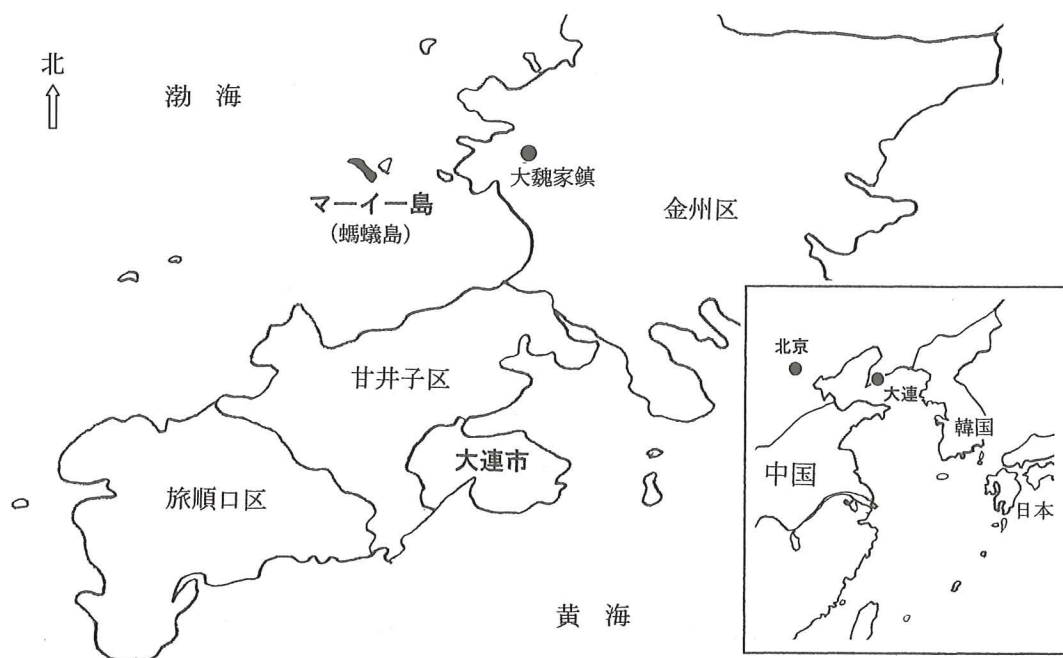 北
渤海
大魏家鎮
マーイー島
(螞蟻島)
金州区
甘井子区
大連市
旅順口区
黄海
北京
大連
韓国
中国
日本